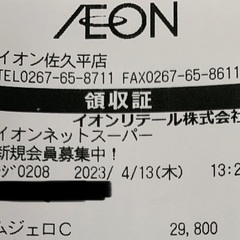 ÆON
イオン佐久平店
TEL0267-65-8711 FAX0267-65-8611
領収証
イオンリテール株式会社
イオンネットスーパー
新規会員募集中！
ﾚｼﾞ0208 2023/ 4/13(木) 13:2
ムジェロC 29,800